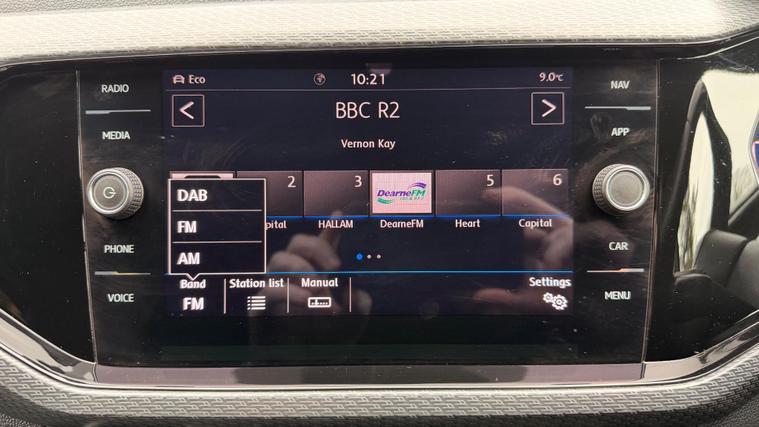 RADIO
MEDIA
PHONE
VOICE
Eco
10:21
9.0°C
<
BBC R2
>
Vernon Kay
2
3
5
6
DearneFM
pital
HALLAM
DearneFM
Heart
Capital
DAB
FM
AM
Band
FM
Station list
Manual
Settings
NAV
APP
CAR
MENU